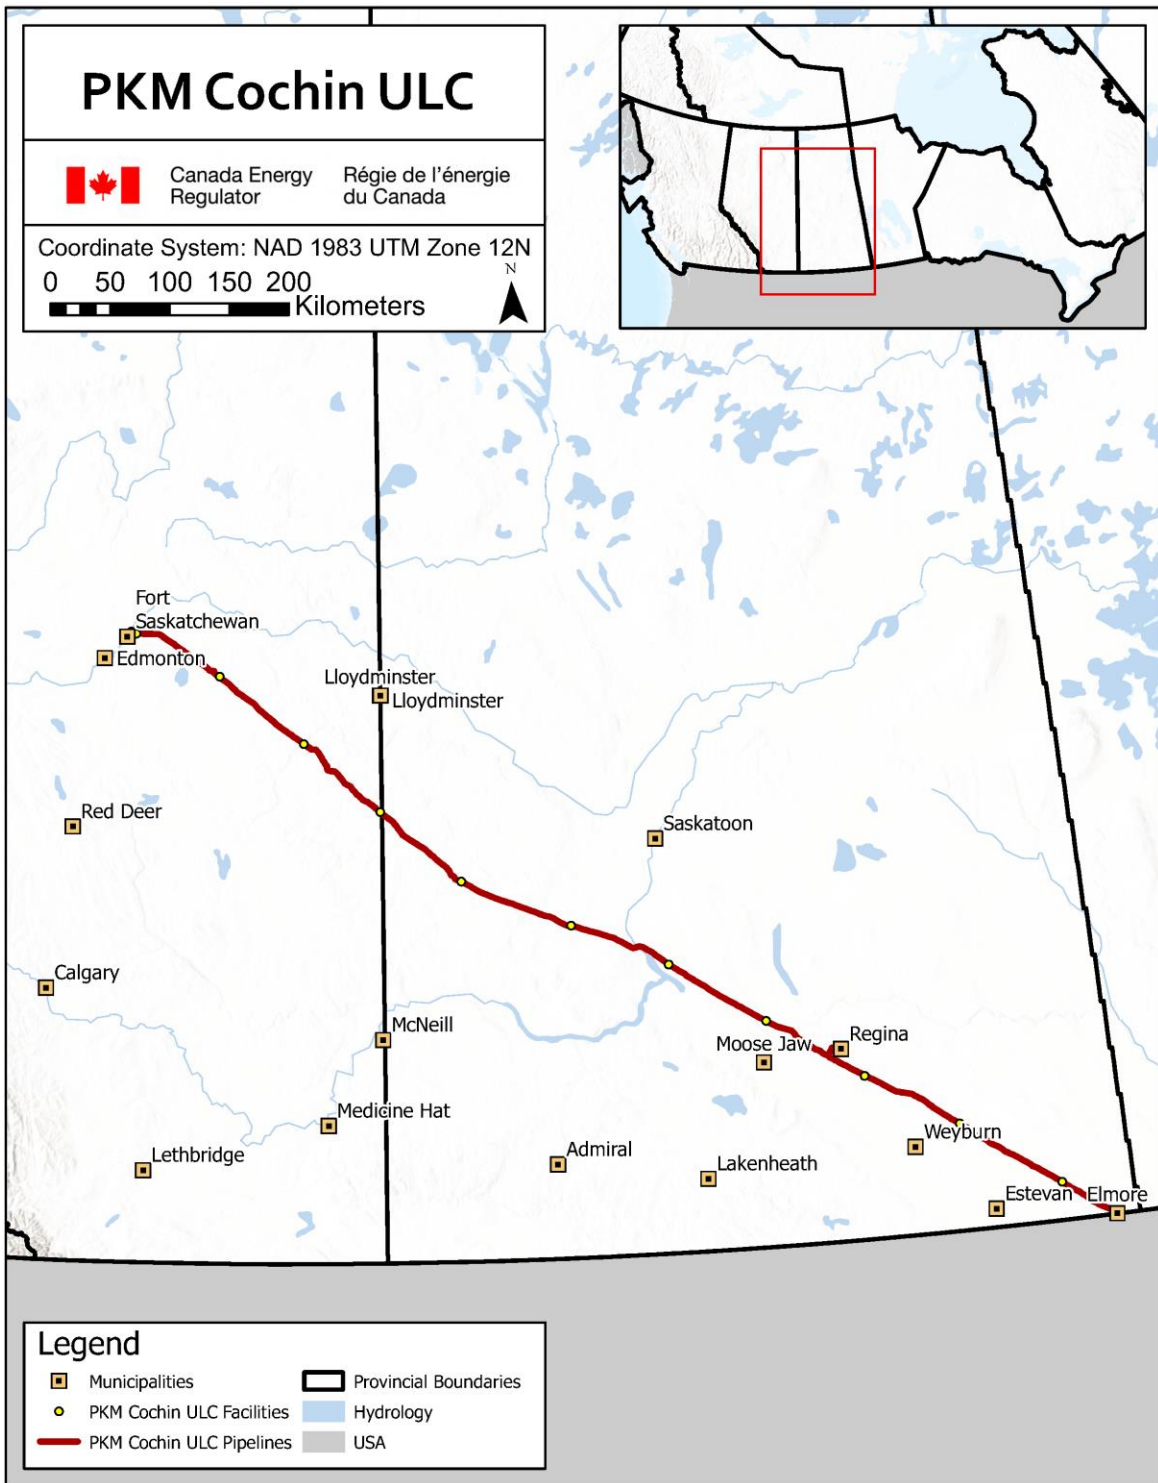 PKM Cochin ULC
Canada Energy
Regulator
Régie de l'énergie
du Canada
Coordinate System: NAD 1983 UTM Zone 12N
0 50 100 150 200
Kilometers
N
Fort
Saskatchewan
Edmonton
Lloydminster
Lloydminster
Red Deer
Saskatoon
Calgary
McNeill
Moose Jaw
Regina
Medicine Hat
Weyburn
Lethbridge
Admiral
Lakenheath
Estevan
Elmore
Legend
Municipalities
Provincial Boundaries
PKM Cochin ULC Facilities
Hydrology
PKM Cochin ULC Pipelines
USA